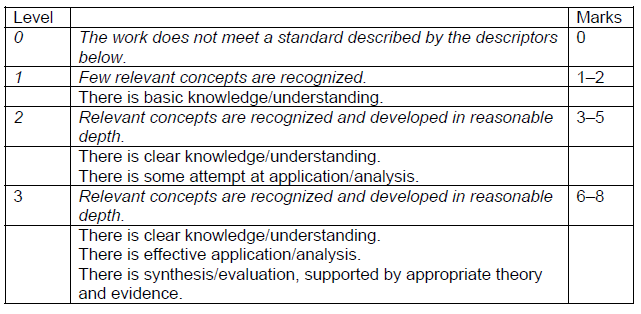 Level Marks
0 The work does not meet a standard described by the descriptors 0
below.
1 Few relevant concepts are recognized. 1–2
There is basic knowledge/understanding.
2 Relevant concepts are recognized and developed in reasonable 3–5
depth.
There is clear knowledge/understanding.
There is some attempt at application/analysis.
3 Relevant concepts are recognized and developed in reasonable 6–8
depth.
There is clear knowledge/understanding.
There is effective application/analysis.
There is synthesis/evaluation, supported by appropriate theory
and evidence.